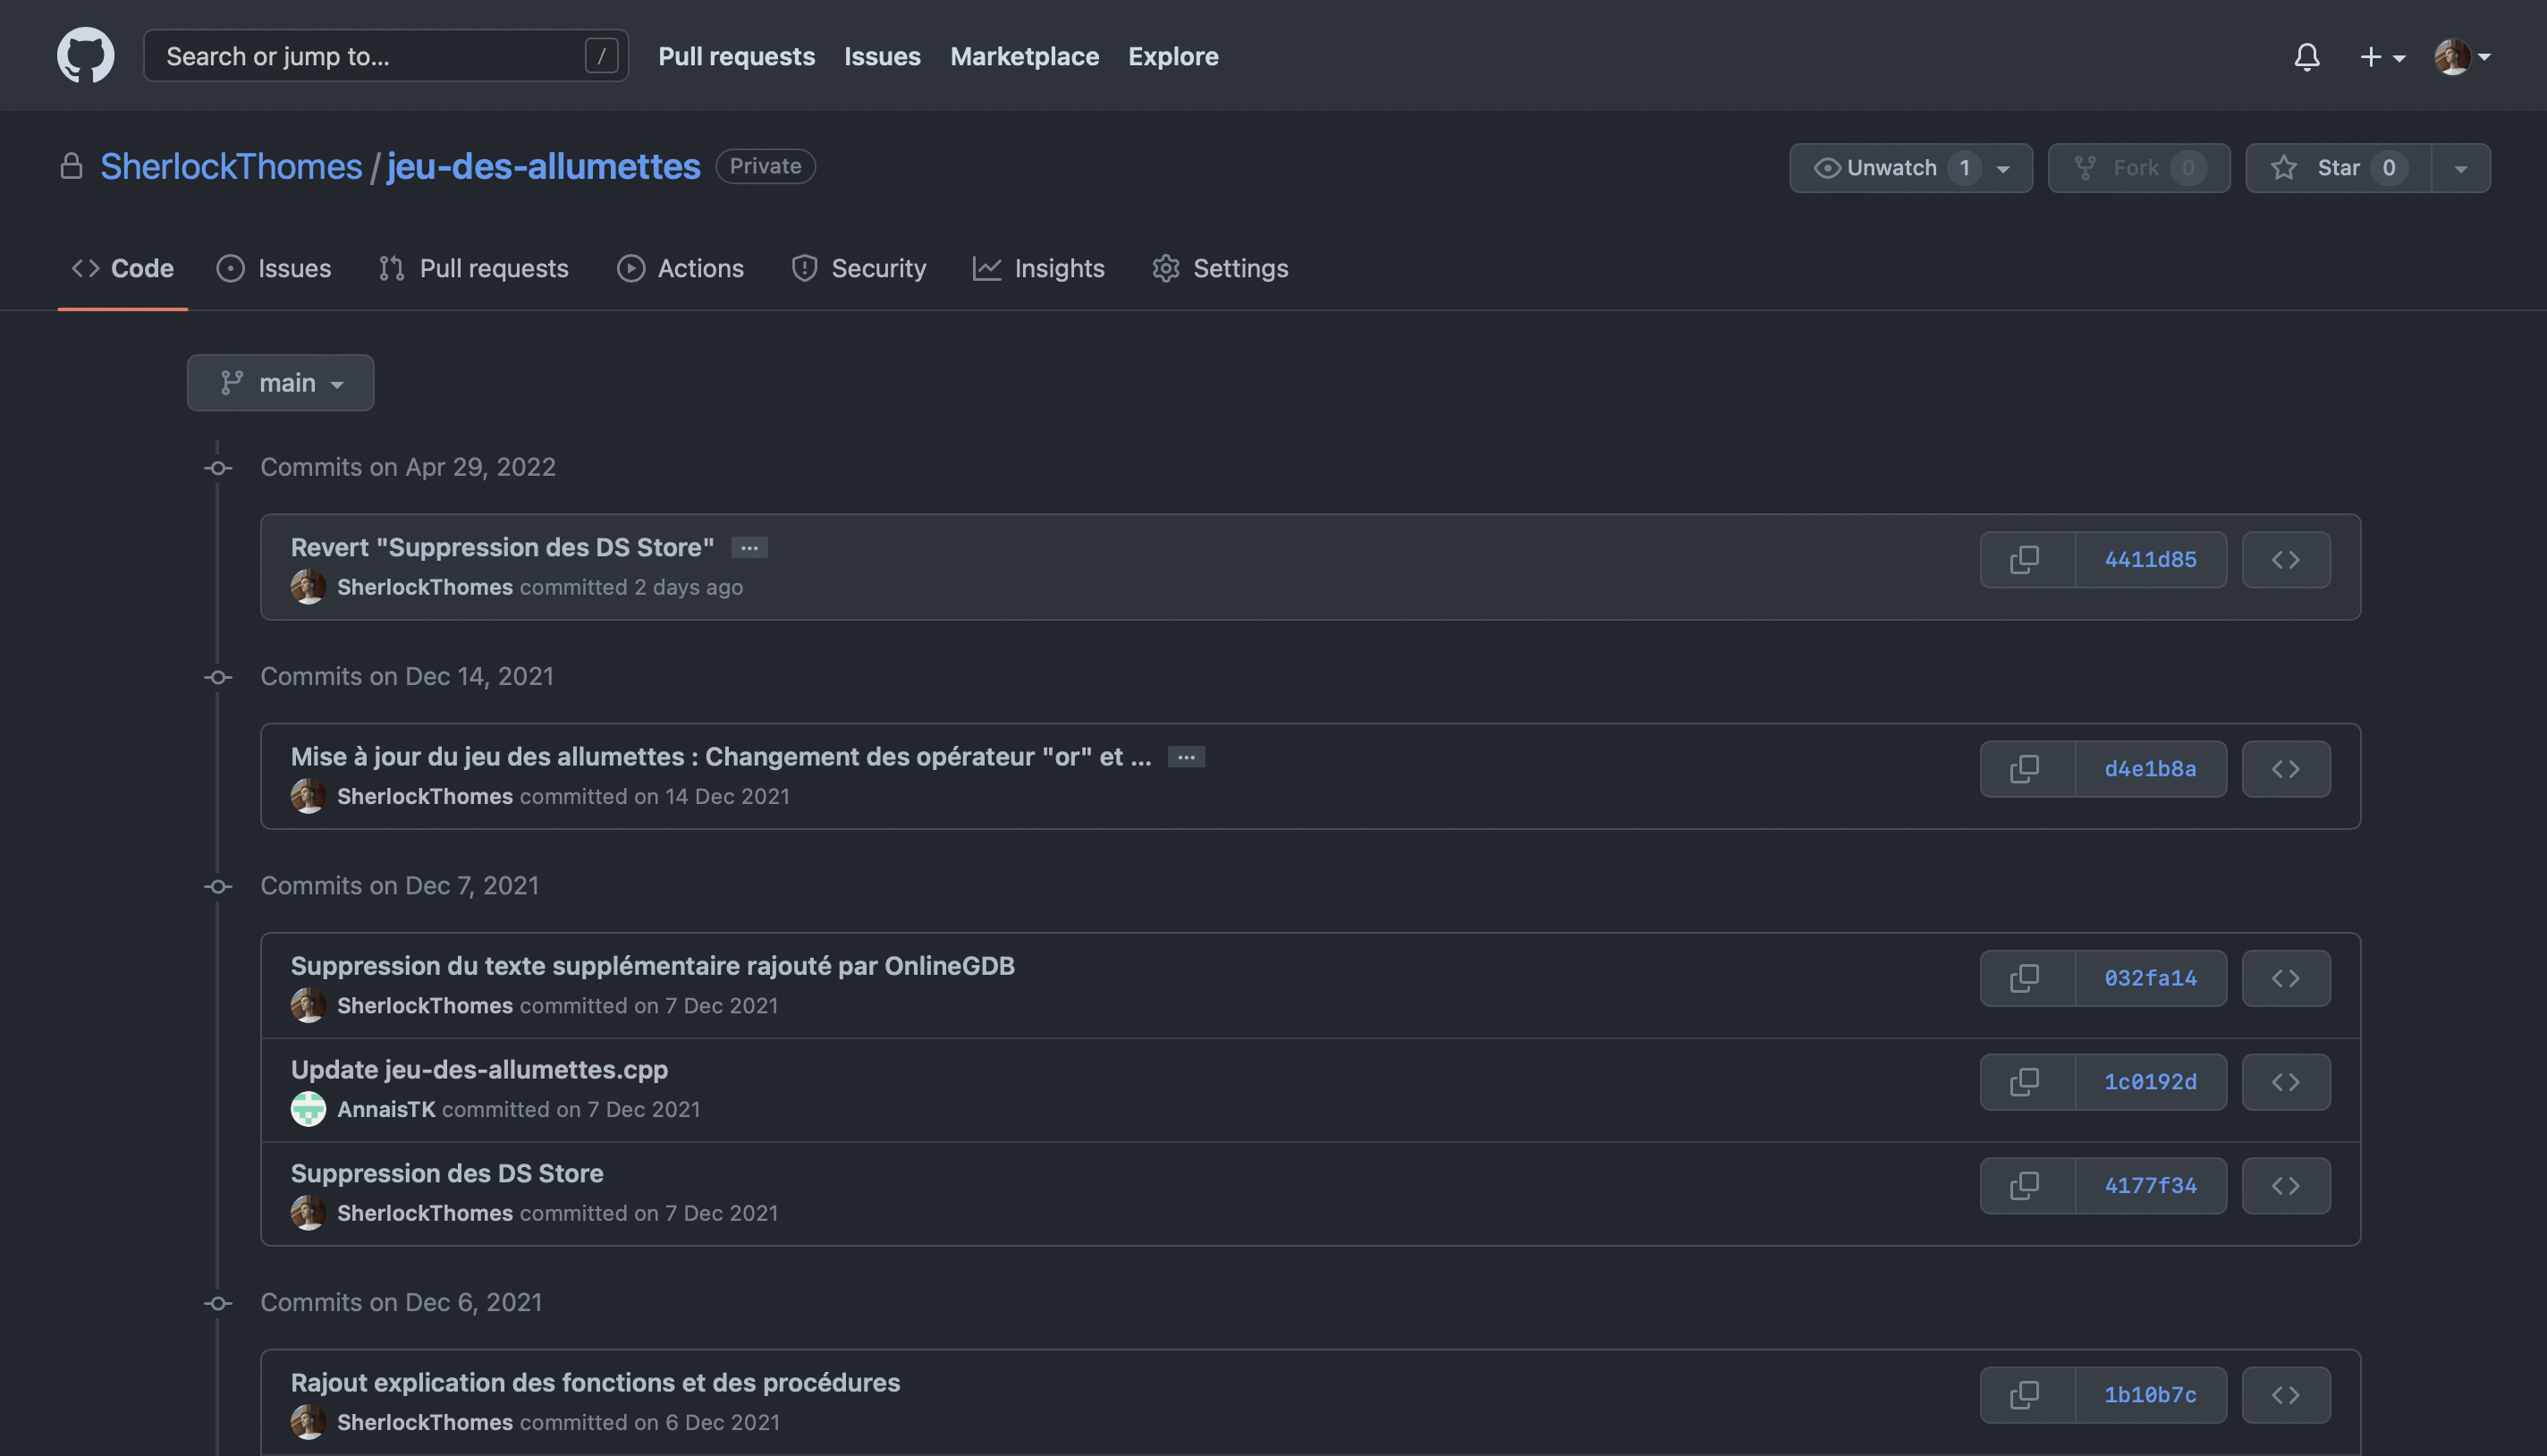 Search or jump to... /
Pull requests Issues Marketplace Explore
SherlockThomes / jeu-des-allumettes Private
Unwatch 1 Fork 0 Star 0
Code Issues Pull requests Actions Security Insights Settings
main
Commits on Apr 29, 2022
Revert "Suppression des DS Store" ...
SherlockThomes committed 2 days ago
4411d85
Commits on Dec 14, 2021
Mise à jour du jeu des allumettes : Changement des opérateur "or" et ... ...
SherlockThomes committed on 14 Dec 2021
d4e1b8a
Commits on Dec 7, 2021
Suppression du texte supplémentaire rajouté par OnlineGDB
SherlockThomes committed on 7 Dec 2021
032fa14
Update jeu-des-allumettes.cpp
AnnaisTK committed on 7 Dec 2021
1c0192d
Suppression des DS Store
SherlockThomes committed on 7 Dec 2021
4177f34
Commits on Dec 6, 2021
Rajout explication des fonctions et des procédures
SherlockThomes committed on 6 Dec 2021
1b10b7c